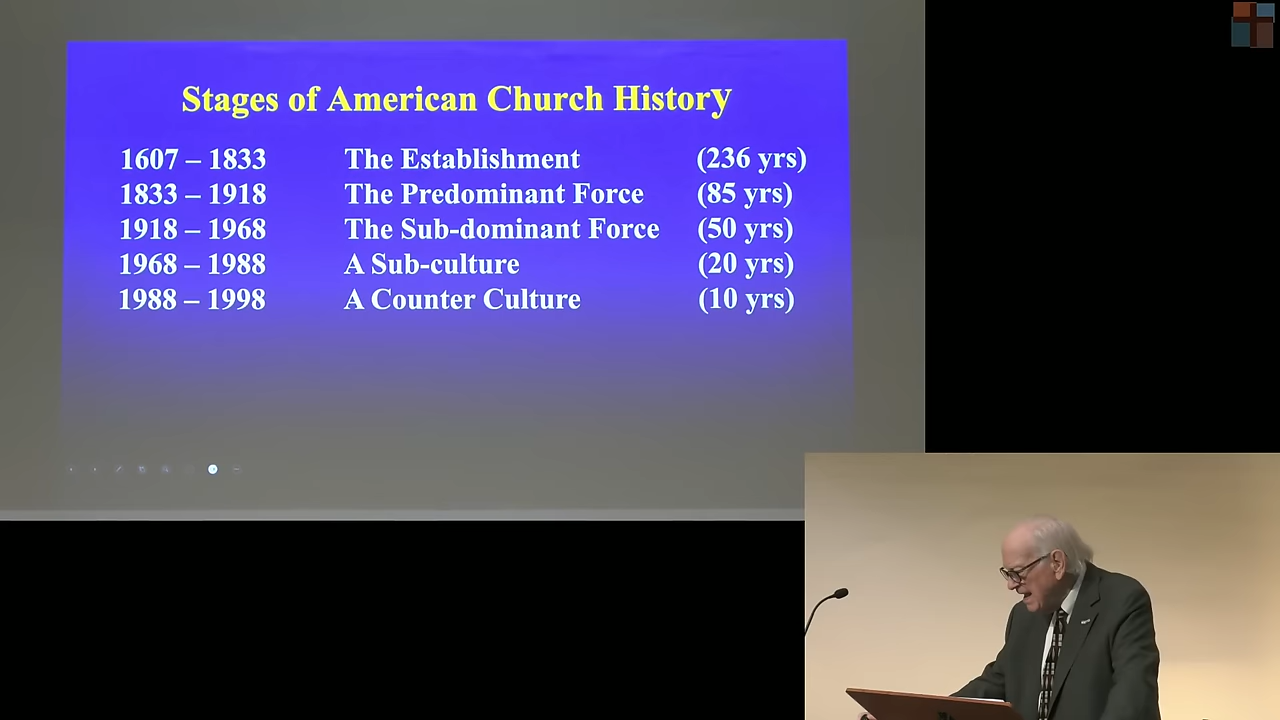 Stages of American Church History
1607 – 1833 The Establishment (236 yrs)
1833 – 1918 The Predominant Force (85 yrs)
1918 – 1968 The Sub-dominant Force (50 yrs)
1968 – 1988 A Sub-culture (20 yrs)
1988 – 1998 A Counter Culture (10 yrs)